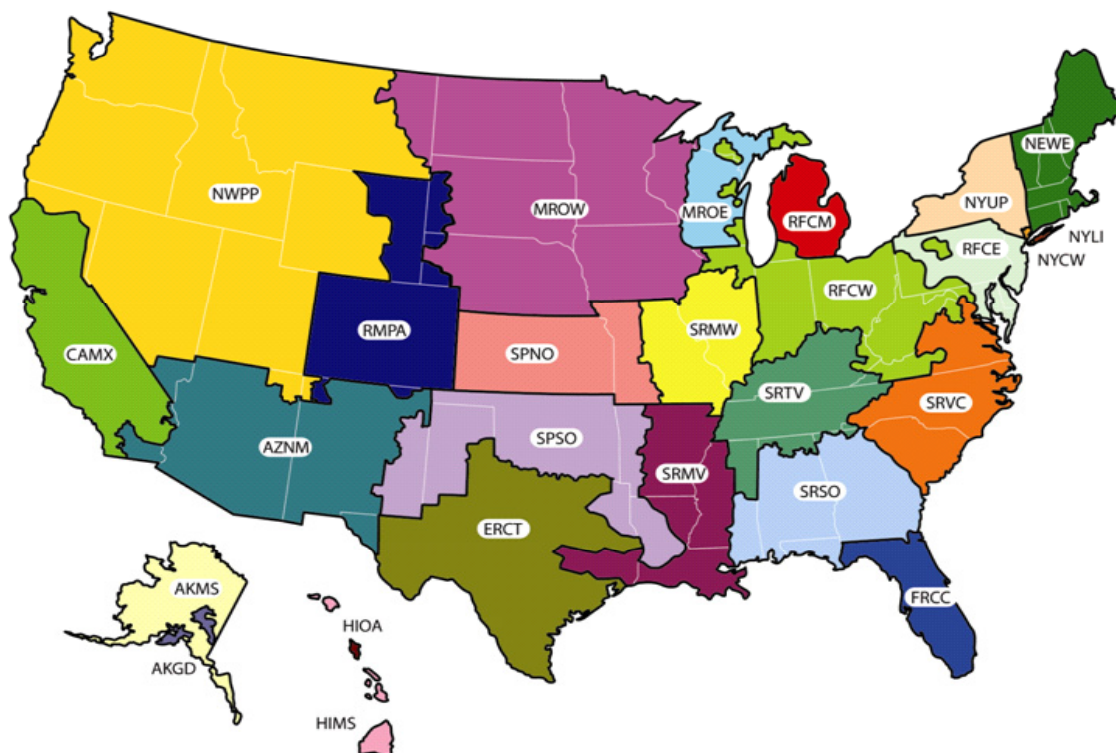 NEWE
NWPP
MROW
MROE
RFCM
NYUP
NYLI
RFCE
NYCW
RFCW
RMPA
SRMW
CAMX
SPNO
SRTV
SRVC
AZNM
SPSO
SRMV
SRSO
ERCT
AKMS
FRCC
HIOA
AKGD
HIMS